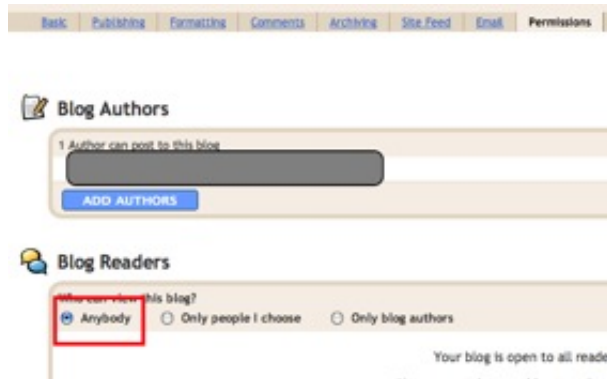 Basic Publishing Formatting Comments Archiving Site Feed Email Permissions
Blog Authors
1 Author can post to this blog
ADD AUTHORS
Blog Readers
Who can view this blog?
Anybody Only people I choose Only blog authors
Your blog is open to all